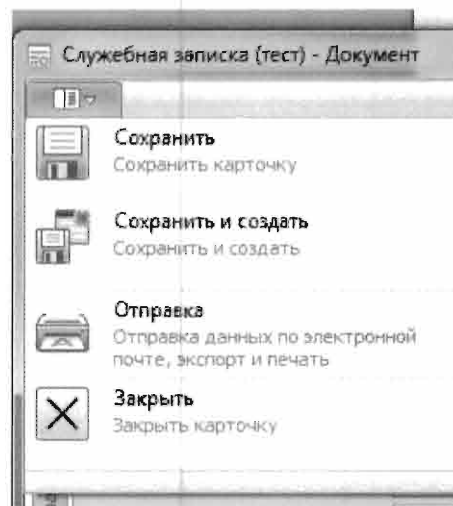 Служебная записка (тест) - Документ
Сохранить
Сохранить карточку
Сохранить и создать
Сохранить и создать
Отправка
Отправка данных по электронной
почте, экспорт и печать
Закрыть
Закрыть карточку